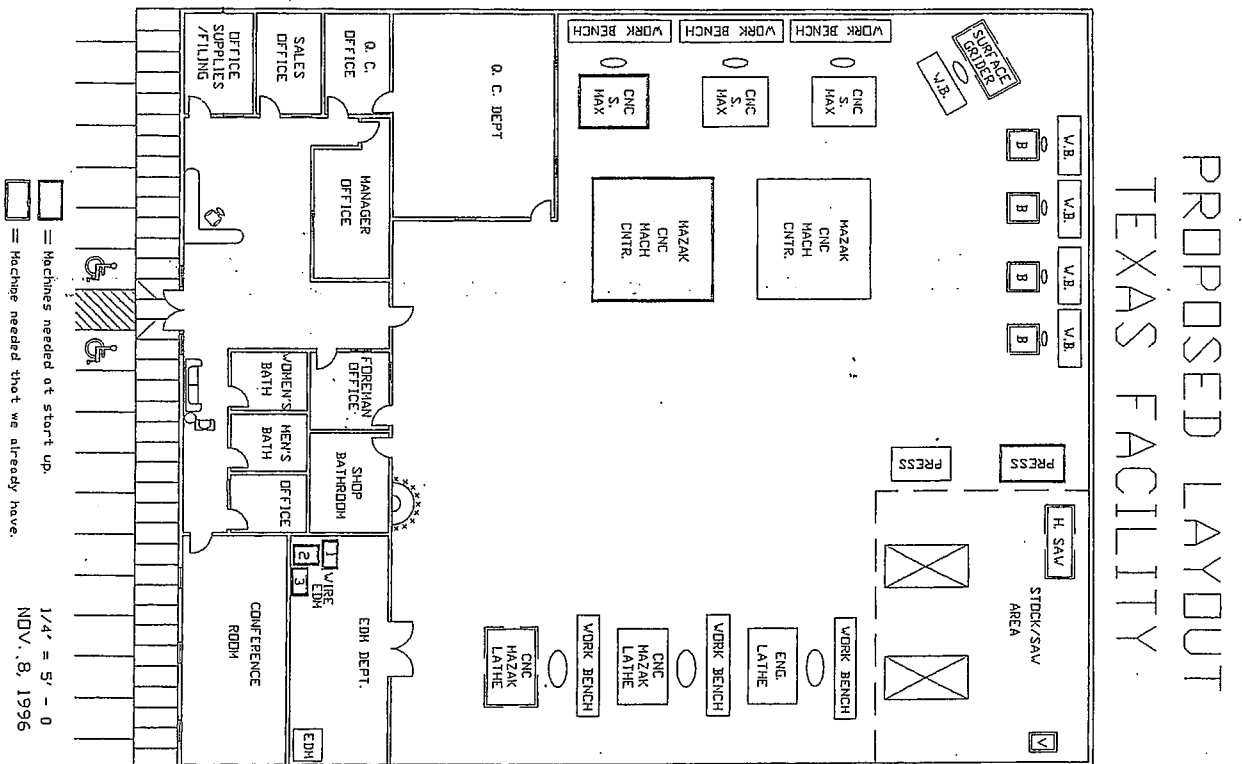 PROPOSED LAYOUT
TEXAS FACILITY
SURFACE
GRIDER
W.B.
W.B.
B
W.B.
B
W.B.
B
W.B.
B
PRESS
PRESS
H. SAW
STOCK/SAW
AREA
V
WORK BENCH
WORK BENCH
WORK BENCH
CNC
S.
MAX
CNC
S.
MAX
CNC
S.
MAX
MAZAK
CNC
MACH
CNTR.
MAZAK
CNC
MACH
CNTR.
WORK BENCH
ENG.
LATHE
WORK BENCH
CNC
MAZAK
LATHE
WORK BENCH
CNC
MAZAK
LATHE
Q. C. DEPT
Q. C.
OFFICE
SALES
OFFICE
OFFICE
SUPPLIES
/FILING
MANAGER
OFFICE
FOREMAN
OFFICE
WOMEN'S
BATH
MEN'S
BATH
OFFICE
SHOP
BATHROOM
1
2
3
WIRE
EDM
EDM DEPT.
EDM
CONFERENCE
ROOM
= Machines needed at start up.
= Machine needed that we already have.
1/4" = 5' - 0
NOV. 8, 1996